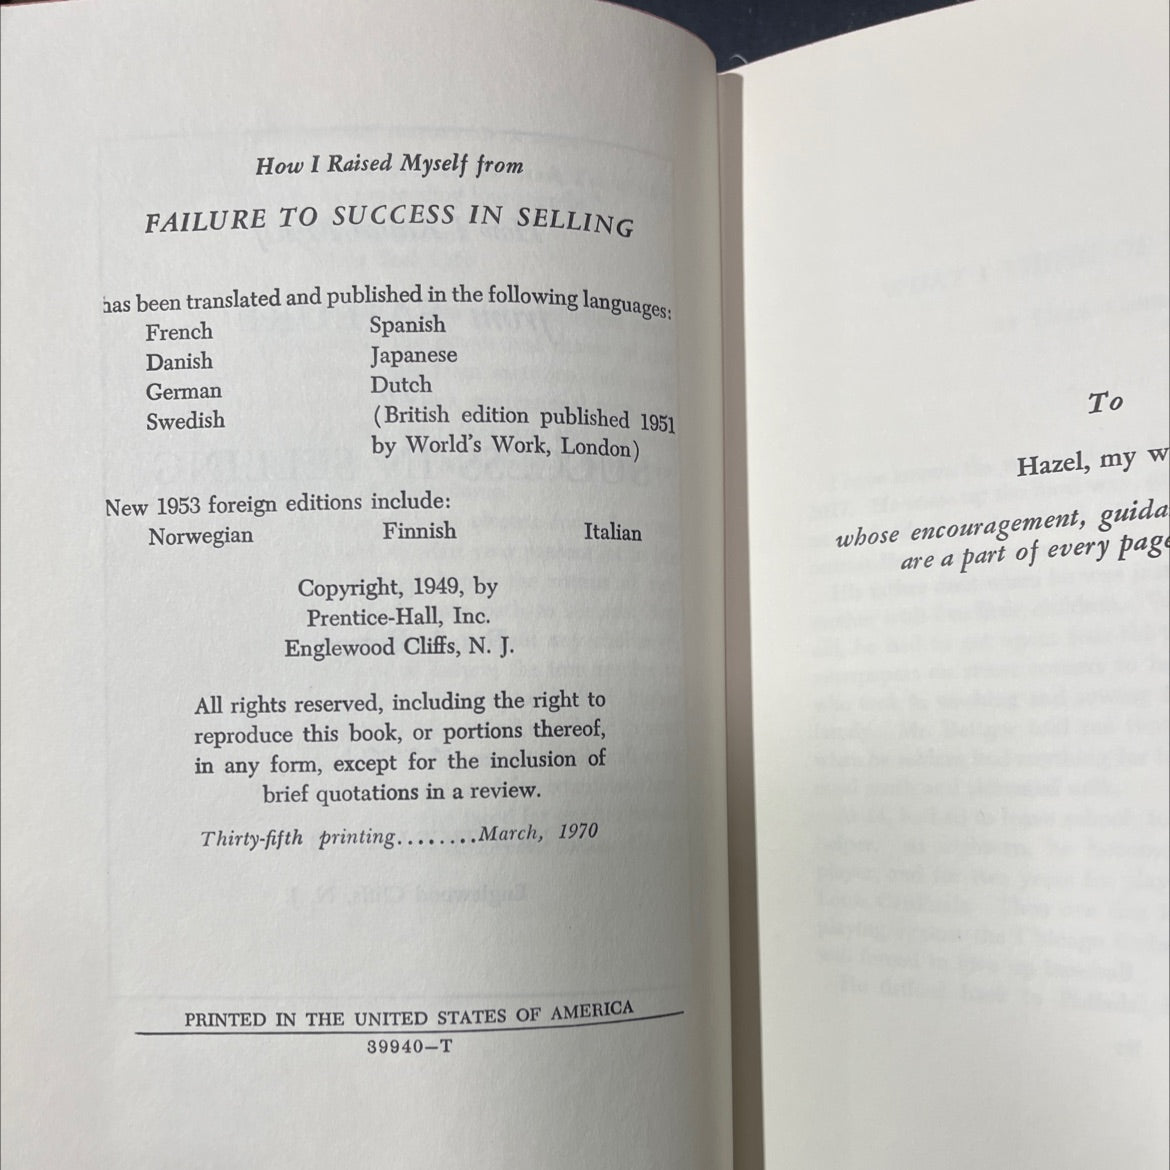 How I Raised Myself from
FAILURE TO SUCCESS IN SELLING
has been translated and published in the following languages:
French Spanish
Danish Japanese
German Dutch
Swedish (British edition published 1951
by World's Work, London)
New 1953 foreign editions include:
Norwegian Finnish Italian
Copyright, 1949, by
Prentice-Hall, Inc.
Englewood Cliffs, N. J.
All rights reserved, including the right to
reproduce this book, or portions thereof,
in any form, except for the inclusion of
brief quotations in a review.
Thirty-fifth printing........March, 1970
PRINTED IN THE UNITED STATES OF AMERICA
39940–T
To
Hazel, my
whose encouragement,
are a part of every page